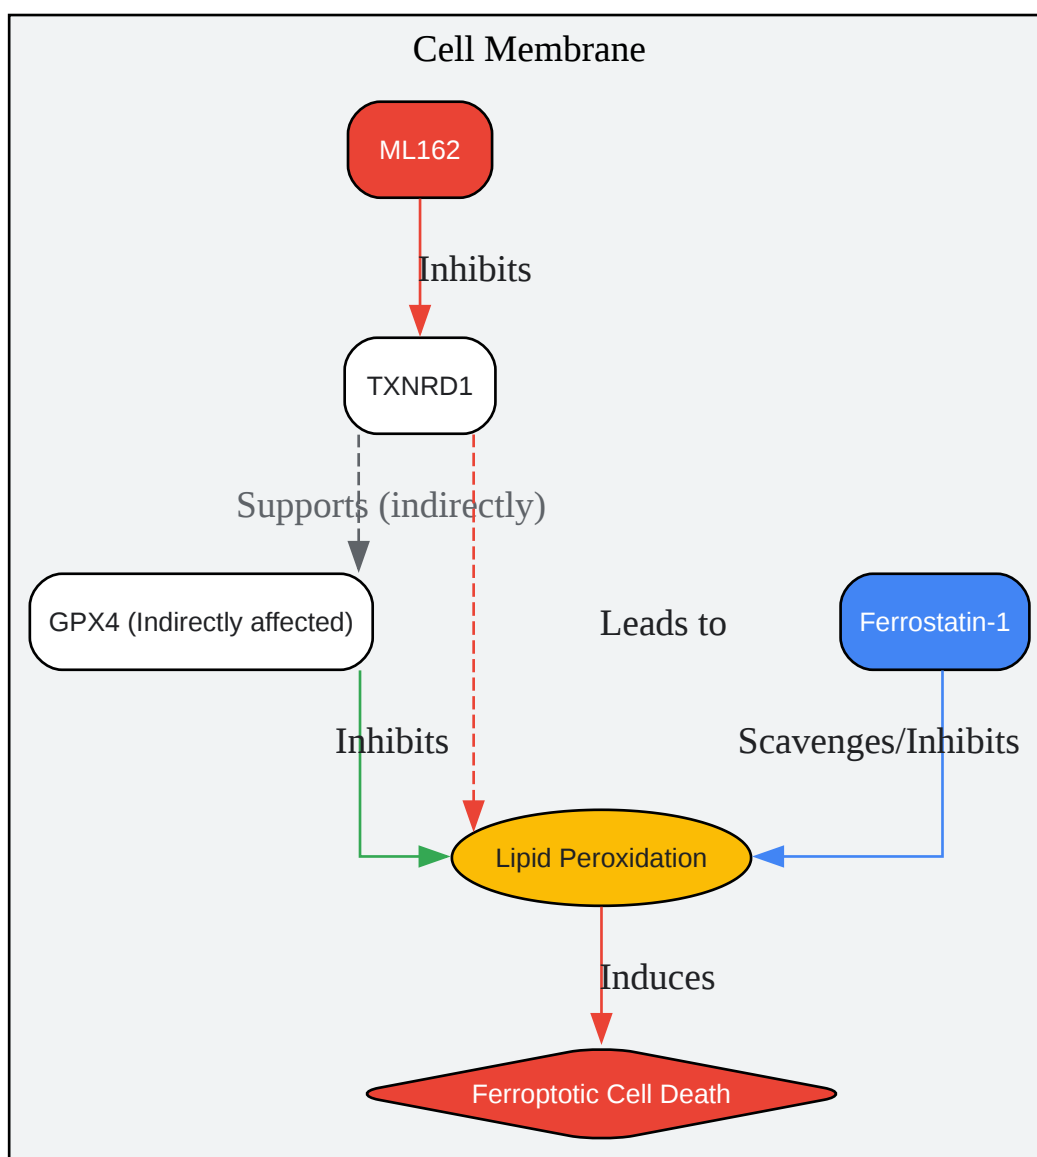 Cell Membrane
ML162
Inhibits
TXNRD1
Supports (indirectly)
GPX4 (Indirectly affected)
Leads to
Ferrostatin-1
Inhibits
Scavenges/Inhibits
Lipid Peroxidation
Induces
Ferroptotic Cell Death